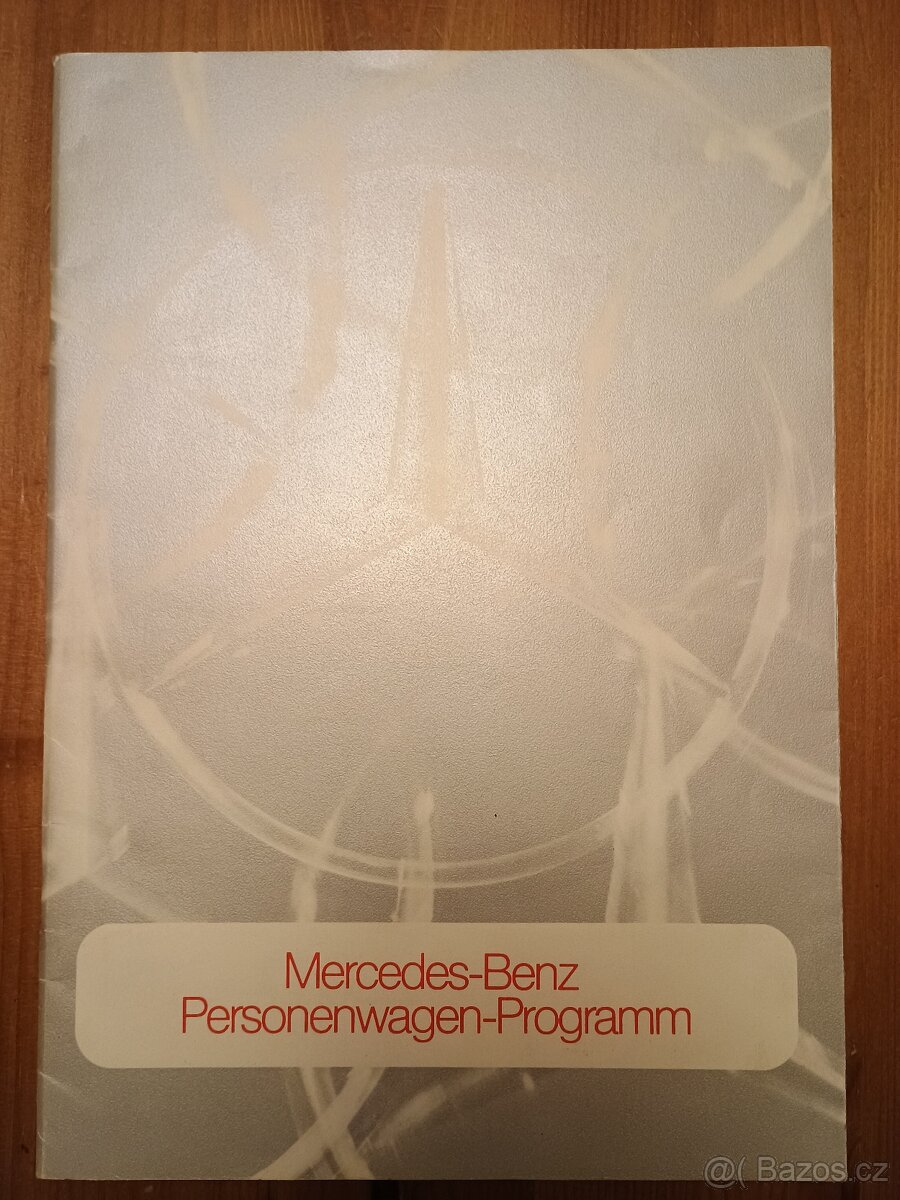 Mercedes-Benz
Personenwagen-Programm
@( Bazos.cz